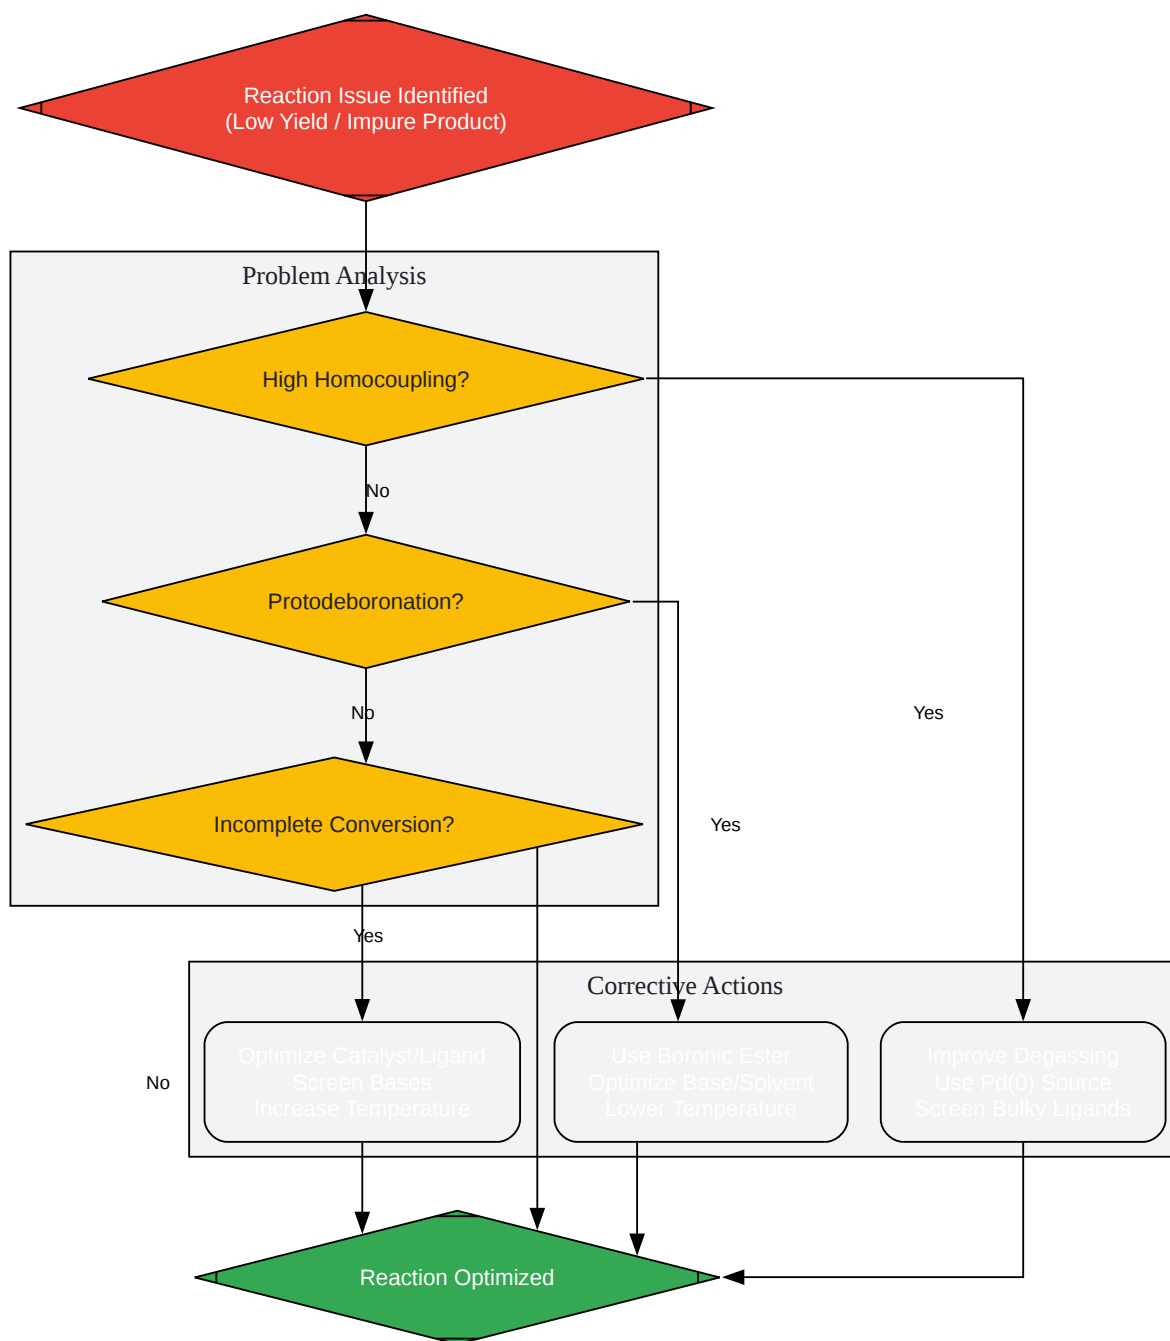 Reaction Issue Identified
(Low Yield / Impure Product)
Problem Analysis
High Homocoupling?
No
Protodeboronation?
No
Yes
Incomplete Conversion?
Yes
Yes
Corrective Actions
Optimize Catalyst/Ligand
Screen Bases
Increase Temperature
Use Boronic Ester
Optimize Base/Solvent
Lower Temperature
Improve Degassing
Use Pd(0) Source
Screen Bulky Ligands
No
Reaction Optimized